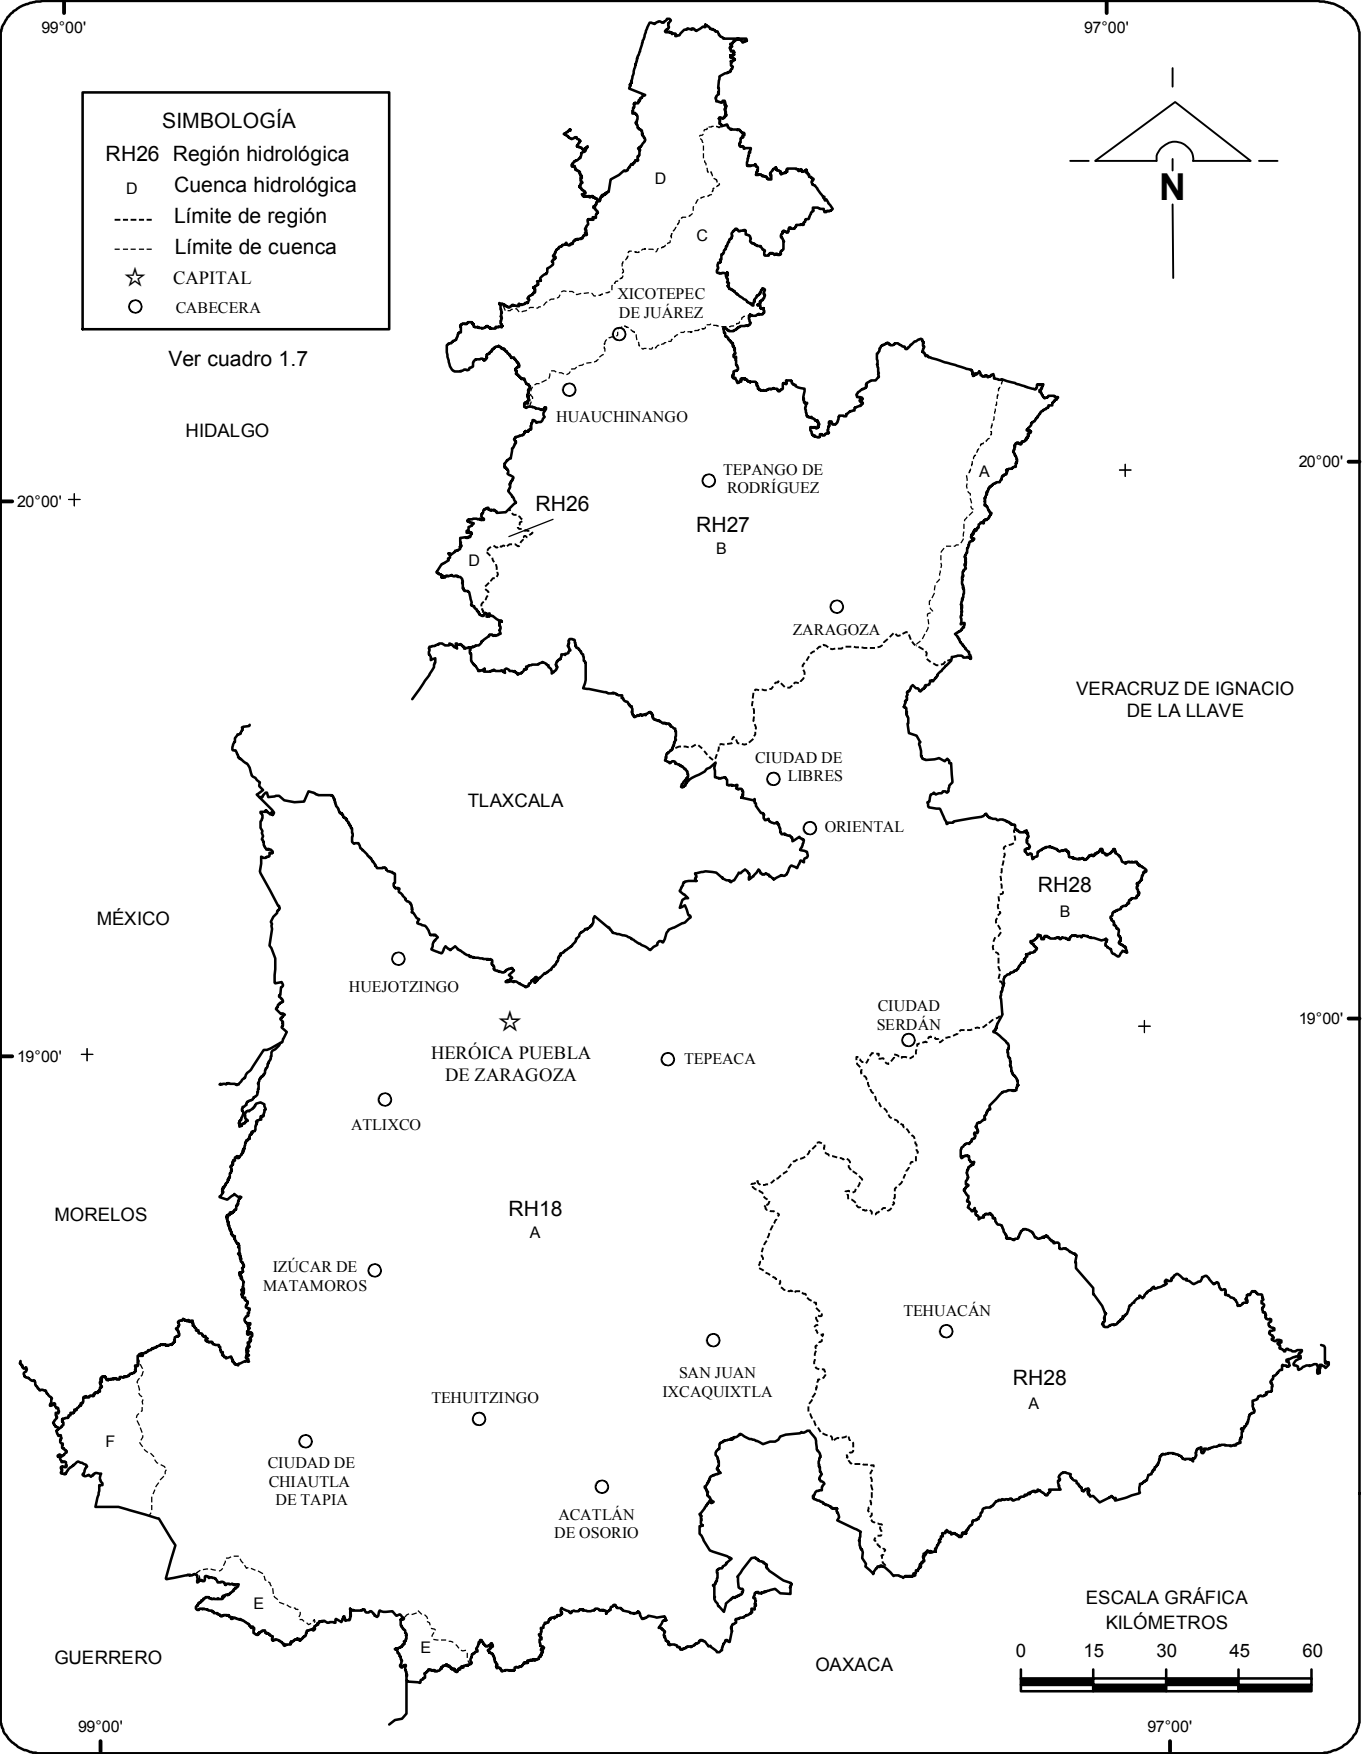 99°00'
97°00'
SIMBOLOGÍA
RH26 Región hidrológica
D Cuenca hidrológica
Límite de región
Límite de cuenca
CAPITAL
CABECERA
Ver cuadro 1.7
N
D
C
XICOTEPEC
DE JUÁREZ
HUAUCHINANGO
HIDALGO
TEPANGO DE
RODRÍGUEZ
A
20°00'
20°00'
RH26
RH27
B
D
ZARAGOZA
VERACRUZ DE IGNACIO
DE LA LLAVE
CIUDAD DE
LIBRES
TLAXCALA
ORIENTAL
RH28
B
MÉXICO
HUEJOTZINGO
CIUDAD
SERDÁN
19°00'
19°00'
HERÓICA PUEBLA
DE ZARAGOZA
TEPEACA
ATLIXCO
MORELOS
RH18
A
IZÚCAR DE
MATAMOROS
TEHUACÁN
SAN JUAN
IXCAQUIXTLA
RH28
A
TEHUITZINGO
F
CIUDAD DE
CHIAUTLA
DE TAPIA
ACATLÁN
DE OSORIO
E
E
GUERRERO
OAXACA
ESCALA GRÁFICA
KILÓMETROS
0 15 30 45 60
99°00'
97°00'